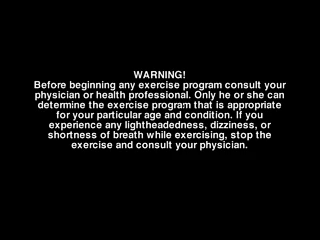 WARNING!
Before beginning any exercise program consult your
physician or health professional. Only he or she can
determine the exercise program that is appropriate
for your particular age and condition. If you
experience any lightheadedness, dizziness, or
shortness of breath while exercising, stop the
exercise and consult your physician.